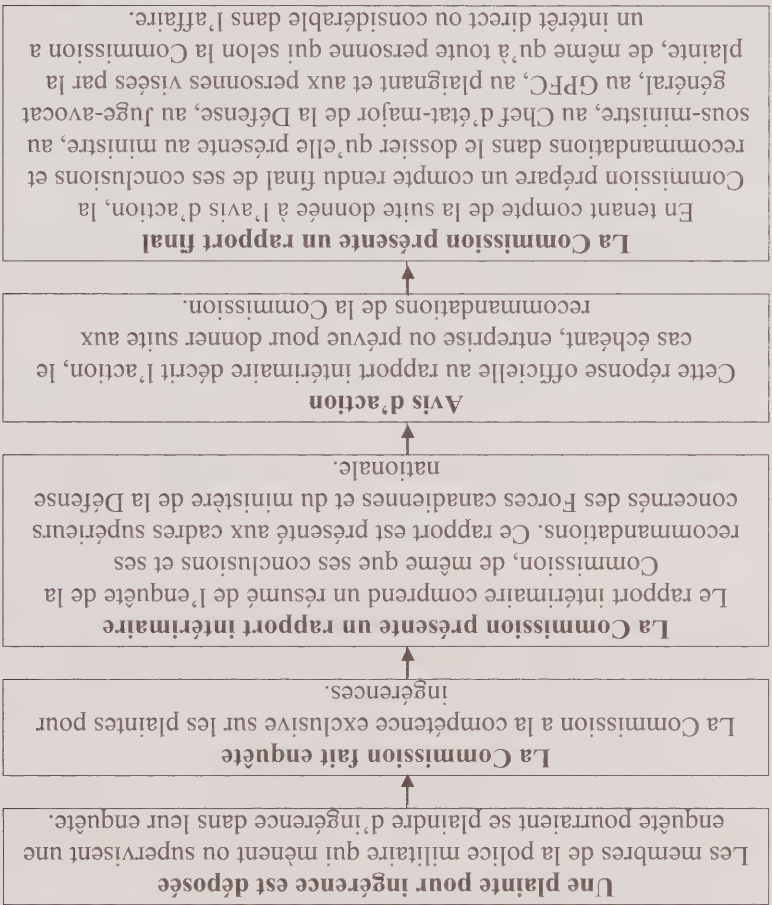 Une plainte pour ingérence est déposée
Les membres de la police militaire qui mènent ou supervisent une
enquête pourraient se plaindre d'ingérence dans leur enquête.
La Commission fait enquête
La Commission a la compétence exclusive sur les plaintes pour
ingérences.
La Commission présente un rapport intérimaire
Le rapport intérimaire comprend un résumé de l'enquête de la
Commission, de même que ses conclusions et ses
recommandations. Ce rapport est présenté aux cadres supérieurs
concernés des Forces canadiennes et du ministère de la Défense
nationale.
Avis d'action
Cette réponse officielle au rapport intérimaire décrit l'action, le
cas échéant, entreprise ou prévue pour donner suite aux
recommandations de la Commission.
La Commission présente un rapport final
En tenant compte de la suite donnée à l'avis d'action, la
Commission prépare un compte rendu final de ses conclusions et
recommandations dans le dossier qu'elle présente au ministre, au
sous-ministre, au Chef d'état-major de la Défense, au Juge-avocat
général, au GPFC, au plaignant et aux personnes visées par la
plainte, de même qu'à toute personne qui selon la Commission a
un intérêt direct ou considérable dans l'affaire.